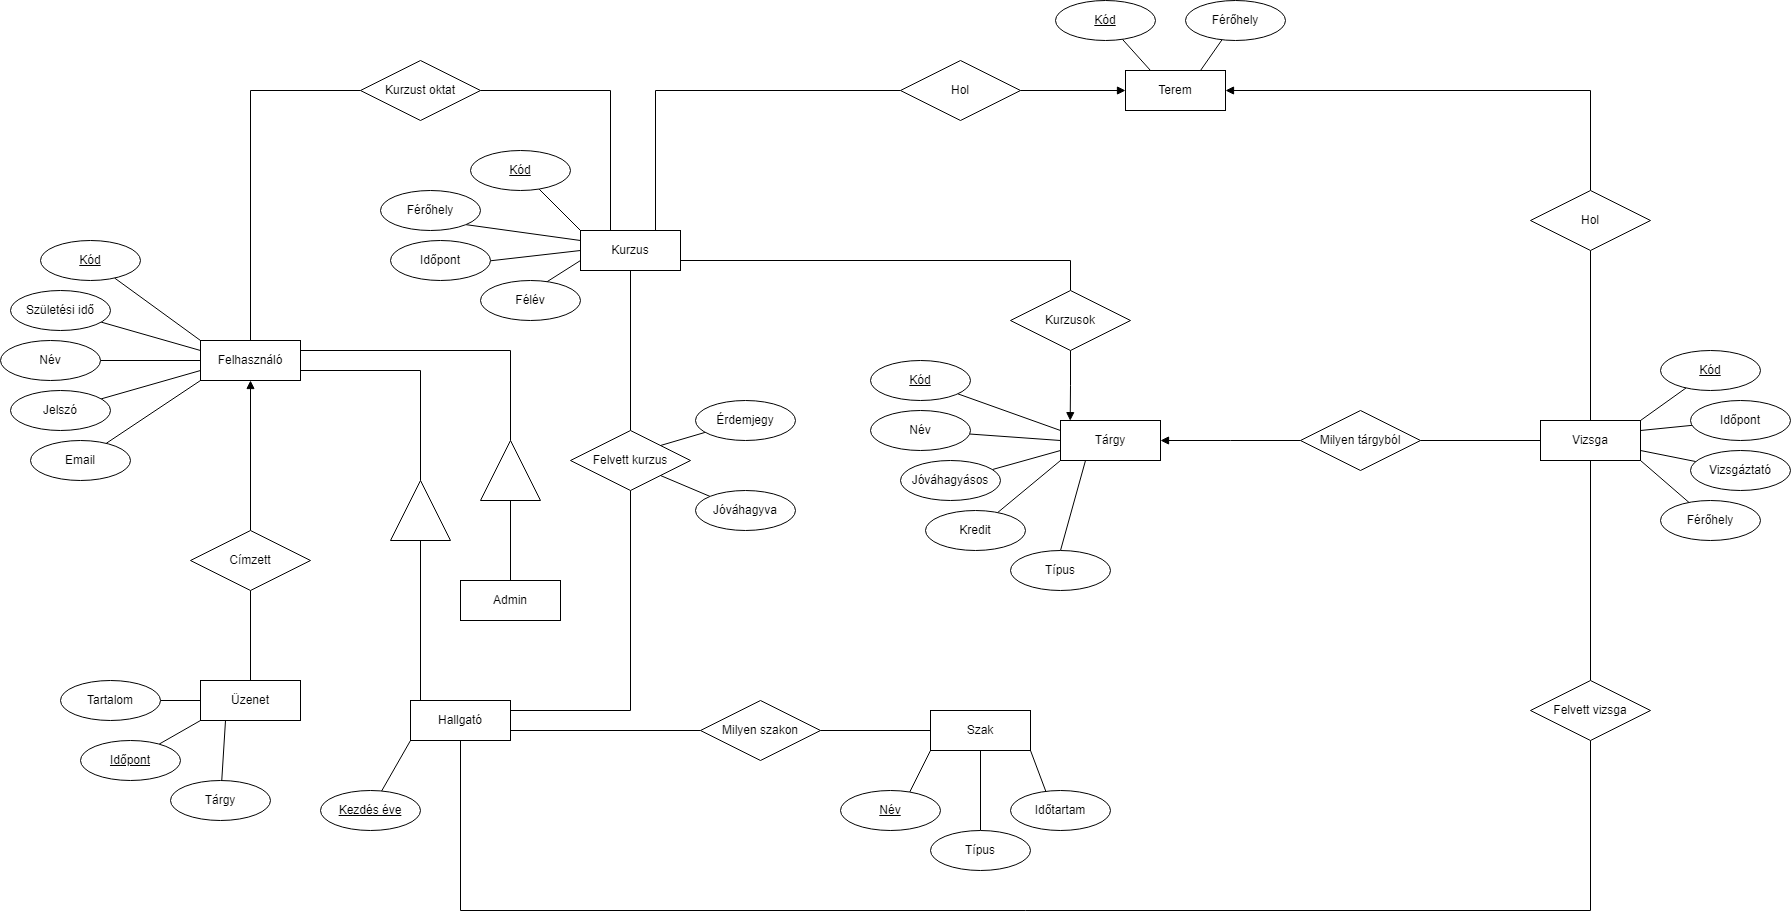 Kód
Férőhely
Kurzust oktat
Hol
Terem
Kód
Férőhely
Hol
Kurzus
Időpont
Kód
Félév
Születési idő
Kurzusok
Név
Felhasználó
Kód
Kód
Jelszó
Érdemjegy
Időpont
Név
Tárgy
Milyen tárgyból
Vizsga
Email
Felvett kurzus
Vizsgáztató
Jóváhagyásos
Jóváhagyva
Férőhely
Kredit
Címzett
Típus
Admin
Tartalom
Üzenet
Felvett vizsga
Hallgató
Milyen szakon
Szak
Időpont
Tárgy
Kezdés éve
Név
Időtartam
Típus